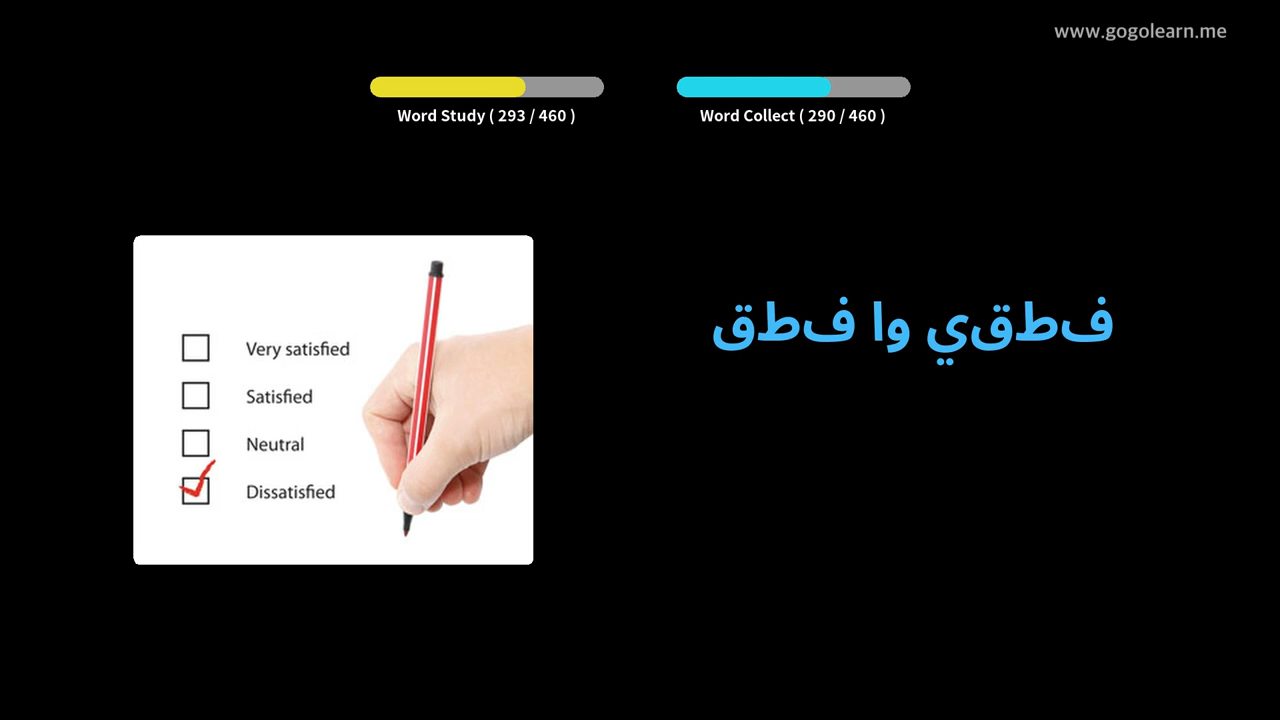 www.gogolearn.me
Word Study ( 293 / 460 )
Word Collect ( 290 / 460 )
Very satisfied
Satisfied
Neutral
Dissatisfied
فطقي وا فطق